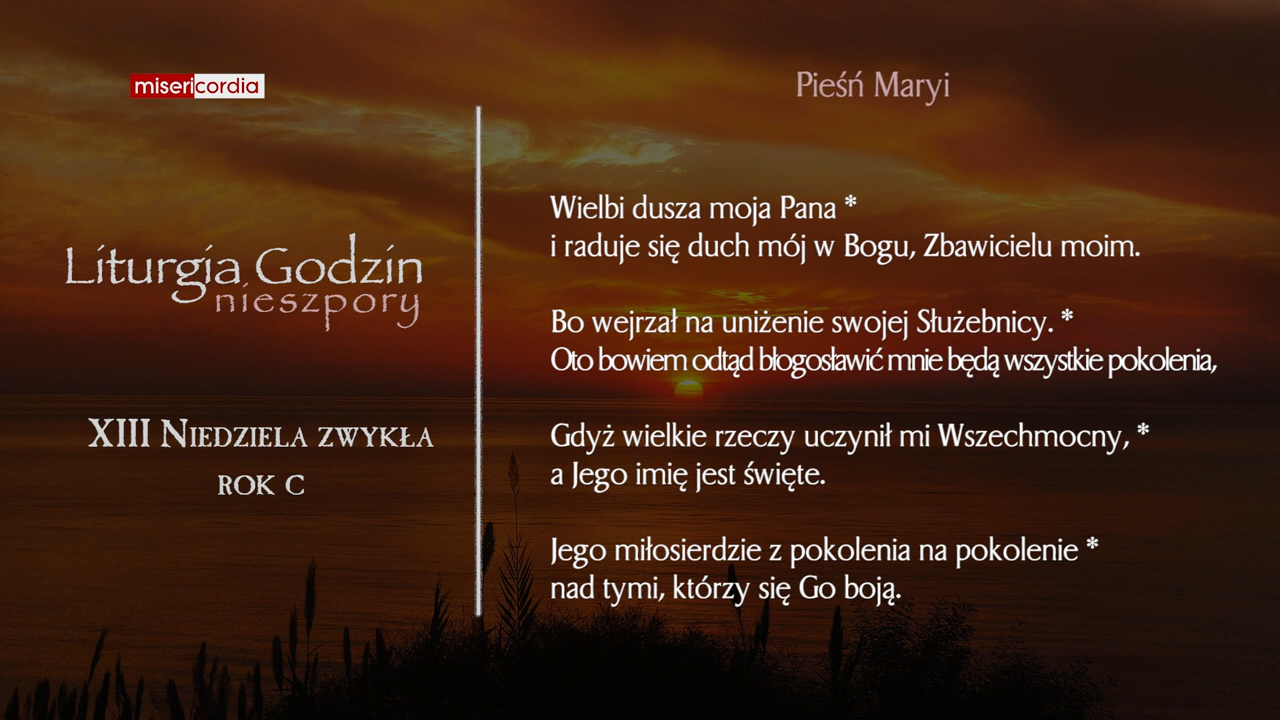 misericordia
Liturgia Godzin
nieszpory
XIII Niedziela zwykła
rok C
Pieśń Maryi
Wielbi dusza moja Pana *
i raduje się duch mój w Bogu, Zbawicielu moim.
Bo wejrzał na uniżenie swojej Służebnicy. *
Oto bowiem odtąd błogosławić mnie będą wszystkie pokolenia,
Gdyż wielkie rzeczy uczynił mi Wszechmocny, *
a Jego imię jest święte.
Jego miłosierdzie z pokolenia na pokolenie *
nad tymi, którzy się Go boją.